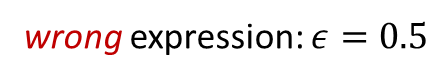 wrong expression: ϵ = 0.5